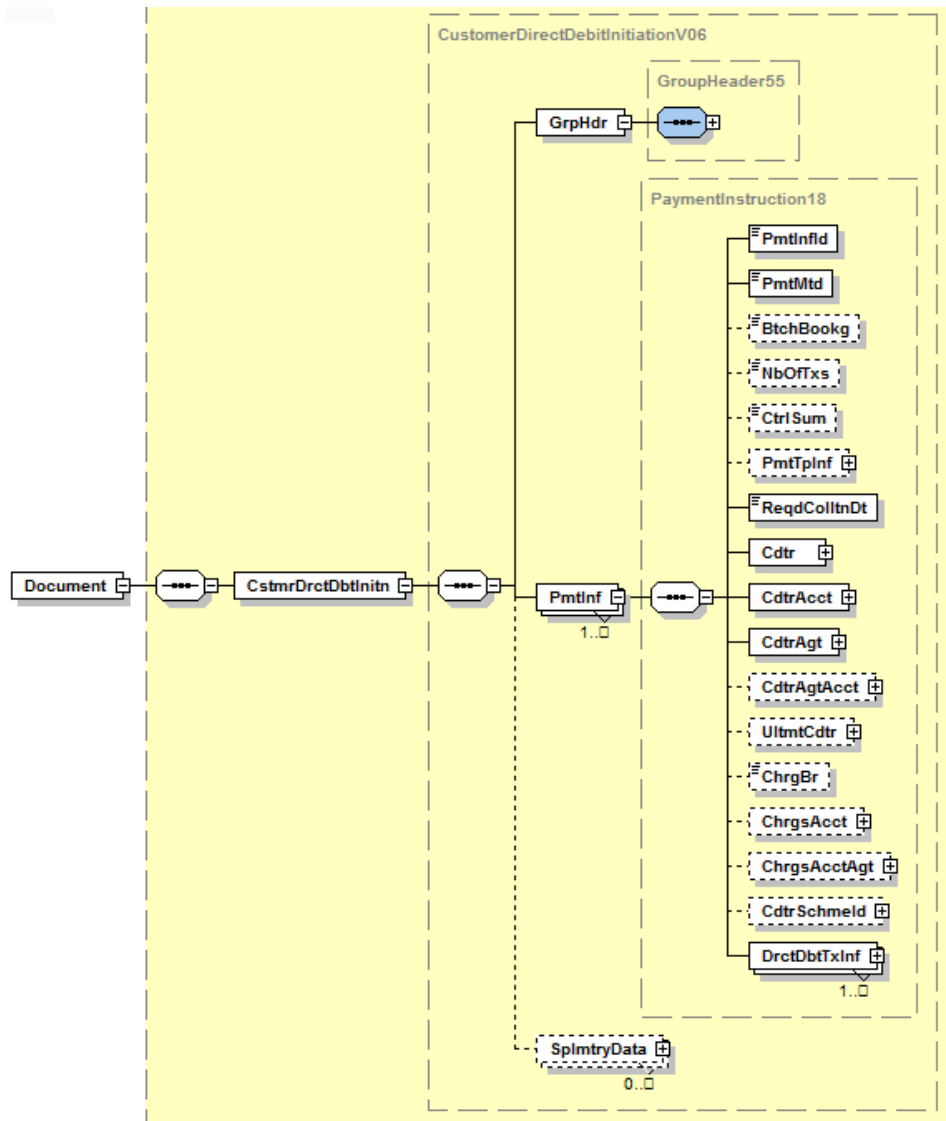 CustomerDirectDebitInitiationV06
GroupHeader55
GrpHdr
PaymentInstruction18
PmtInfId
PmtMtd
BtchBookg
NbOfTxs
CtrlSum
PmtTpInf
ReqdColltnDt
Cdtr
Document
CstmrDrctDbtInitn
PmtInf
CdtrAcct
1..□
CdtrAgt
CdtrAgtAcct
UltmtCdtr
ChrgBr
ChrgsAcct
ChrgsAcctAgt
CdtrSchmeId
DrctDbtTxInf
1..□
SplmtryData
0..□